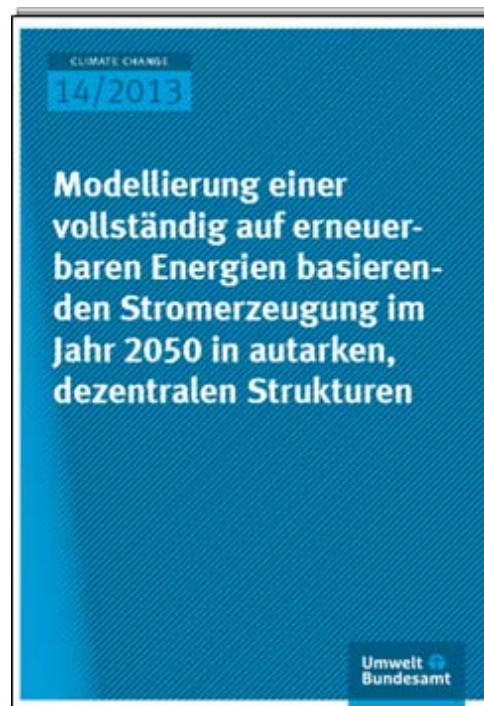 CLIMATE CHANGE
14/2013
Modellierung einer
vollständig auf erneuer-
baren Energien basieren-
den Stromerzeugung im
Jahr 2050 in autarken,
dezentralen Strukturen
Umwelt
Bundesamt